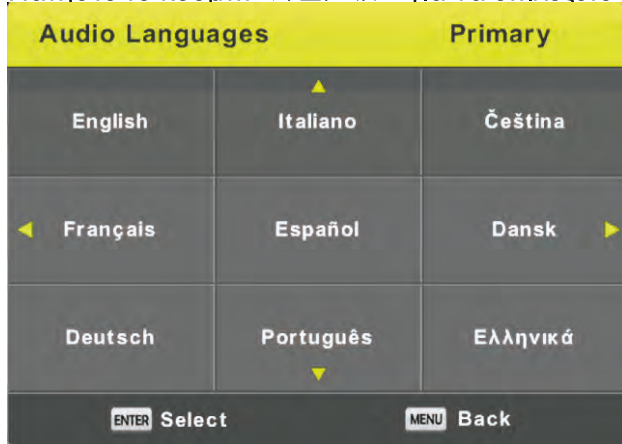 Audio Languages Primary
English Italiano Čeština
Français Español Dansk
Deutsch Português Ελληνικά
ENTER Select MENU Back